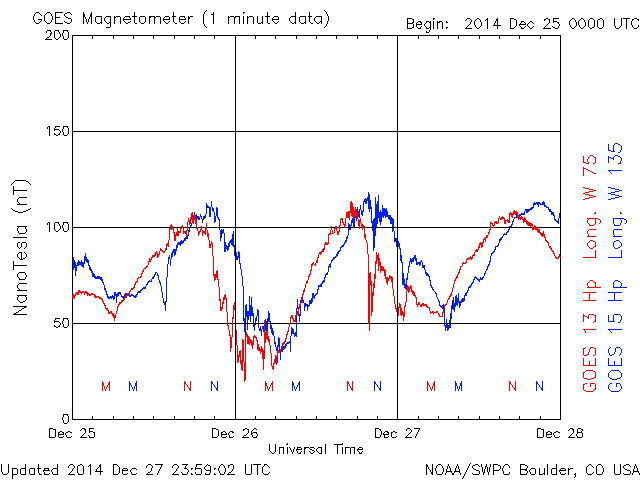 GOES Magnetometer (1 minute data)
Begin: 2014 Dec 25 0000 UTC
200
150
100
50
0
NanoTesla (nT)
M M N N M M N N M M N N
Dec 25 Dec 26 Dec 27 Dec 28
Universal Time
GOES 13 Hp Long. W 75
GOES 15 Hp Long. W 135
Updated 2014 Dec 27 23:59:02 UTC
NOAA/SWPC Boulder, CO USA